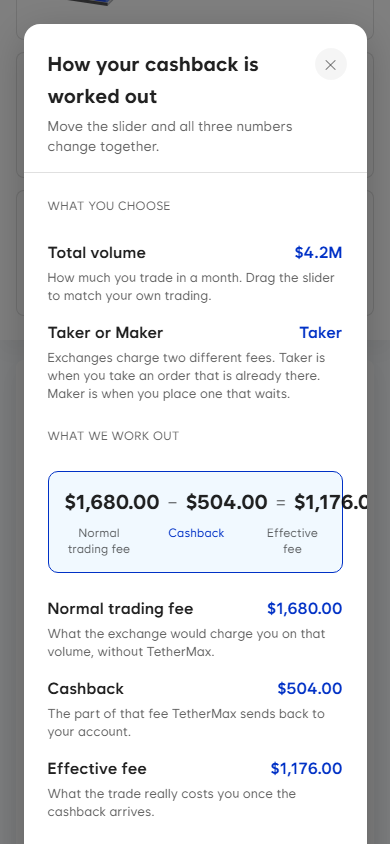 How your cashback is
worked out
Move the slider and all three numbers
change together.
WHAT YOU CHOOSE
Total volume $4.2M
How much you trade in a month. Drag the slider
to match your own trading.
Taker or Maker Taker
Exchanges charge two different fees. Taker is
when you take an order that is already there.
Maker is when you place one that waits.
WHAT WE WORK OUT
$1,680.00 − $504.00 = $1,176.0
Normal Cashback Effective
trading fee fee
Normal trading fee $1,680.00
What the exchange would charge you on that
volume, without TetherMax.
Cashback $504.00
The part of that fee TetherMax sends back to
your account.
Effective fee $1,176.00
What the trade really costs you once the
cashback arrives.